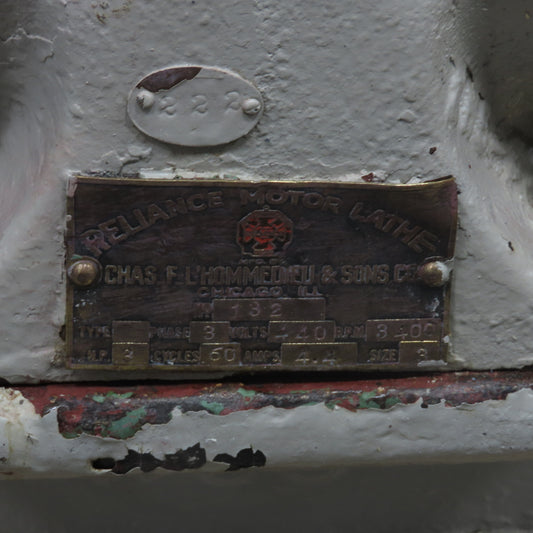 222
RELIANCE MOTOR LATHE
CHAS. F. L'HOMMEDIEU & SONS CO.
CHICAGO, ILL.
132
TYPE PHASE 3 VOLTS 440 R.P.M. 3400
H.P. 3 CYCLES 60 AMPS 4.4 SIZE 3